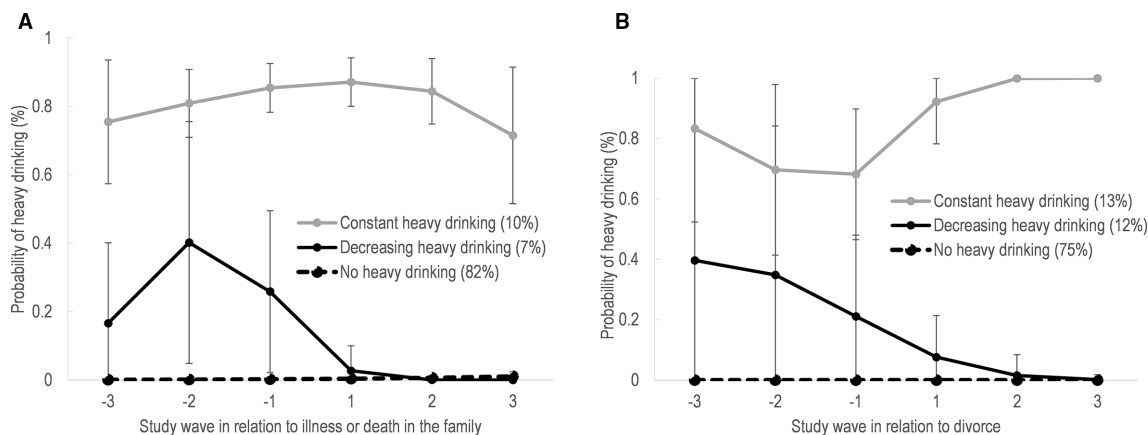 A
Probability of heavy drinking (%)
1
0.8
0.6
0.4
0.2
0
Constant heavy drinking (10%)
Decreasing heavy drinking (7%)
No heavy drinking (82%)
-3 -2 -1 1 2 3
Study wave in relation to illness or death in the family
B
Probability of heavy drinking (%)
1
0.8
0.6
0.4
0.2
0
Constant heavy drinking (13%)
Decreasing heavy drinking (12%)
No heavy drinking (75%)
-3 -2 -1 1 2 3
Study wave in relation to divorce